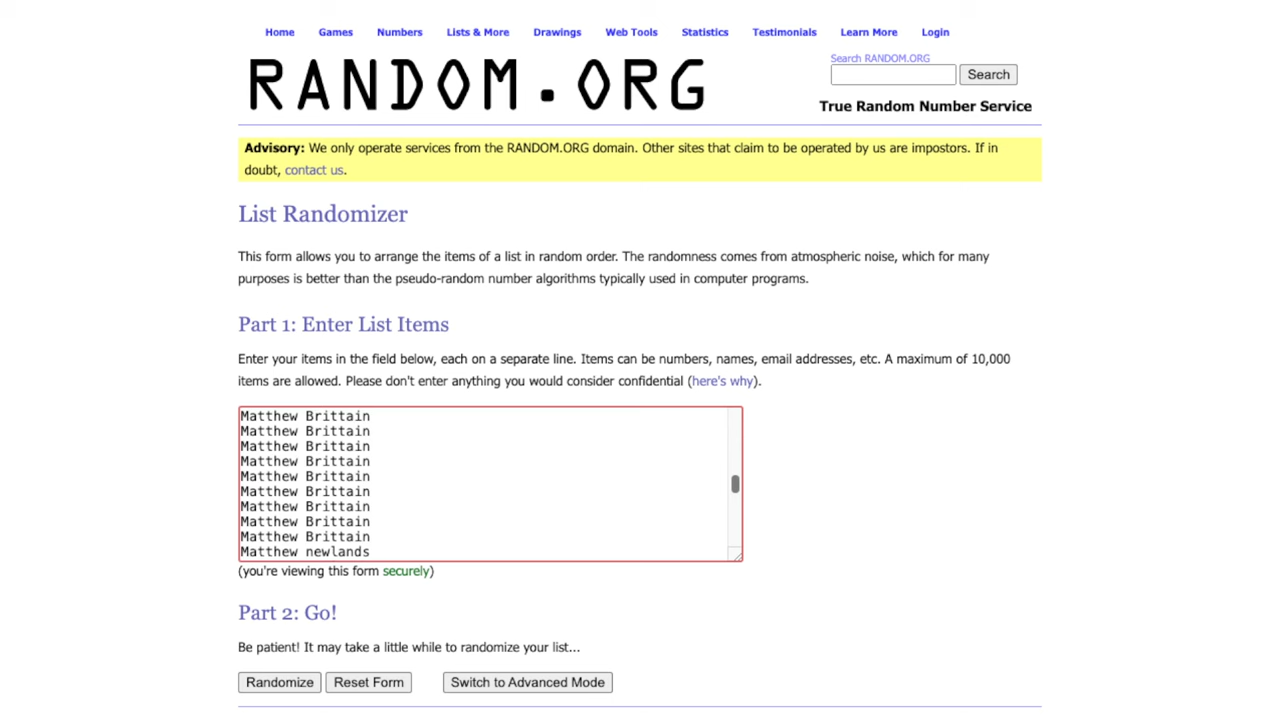 Home Games Numbers Lists & More Drawings Web Tools Statistics Testimonials Learn More Login
RANDOM.ORG
Search RANDOM.ORG
Search
True Random Number Service
Advisory: We only operate services from the RANDOM.ORG domain. Other sites that claim to be operated by us are impostors. If in
doubt, contact us.
List Randomizer
This form allows you to arrange the items of a list in random order. The randomness comes from atmospheric noise, which for many
purposes is better than the pseudo-random number algorithms typically used in computer programs.
Part 1: Enter List Items
Enter your items in the field below, each on a separate line. Items can be numbers, names, email addresses, etc. A maximum of 10,000
items are allowed. Please don't enter anything you would consider confidential (here's why).
Matthew Brittain
Matthew Brittain
Matthew Brittain
Matthew Brittain
Matthew Brittain
Matthew Brittain
Matthew Brittain
Matthew Brittain
Matthew Brittain
Matthew newlands
(you're viewing this form securely)
Part 2: Go!
Be patient! It may take a little while to randomize your list...
Randomize Reset Form Switch to Advanced Mode